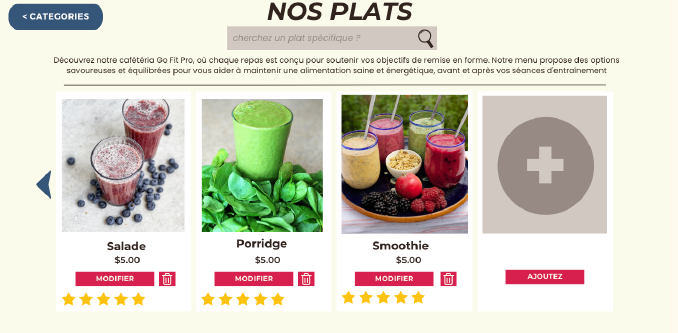 < CATEGORIES
NOS PLATS
cherchez un plat spécifique ?
Découvrez notre cafétéria Go Fit Pro, où chaque repas est conçu pour soutenir vos objectifs de remise en forme. Notre menu propose des options
savoureuses et équilibrées pour vous aider à maintenir une alimentation saine et énergétique, avant et après vos séances d'entraînement
Salade
$5.00
MODIFIER
Porridge
$5.00
MODIFIER
Smoothie
$5.00
MODIFIER
AJOUTEZ